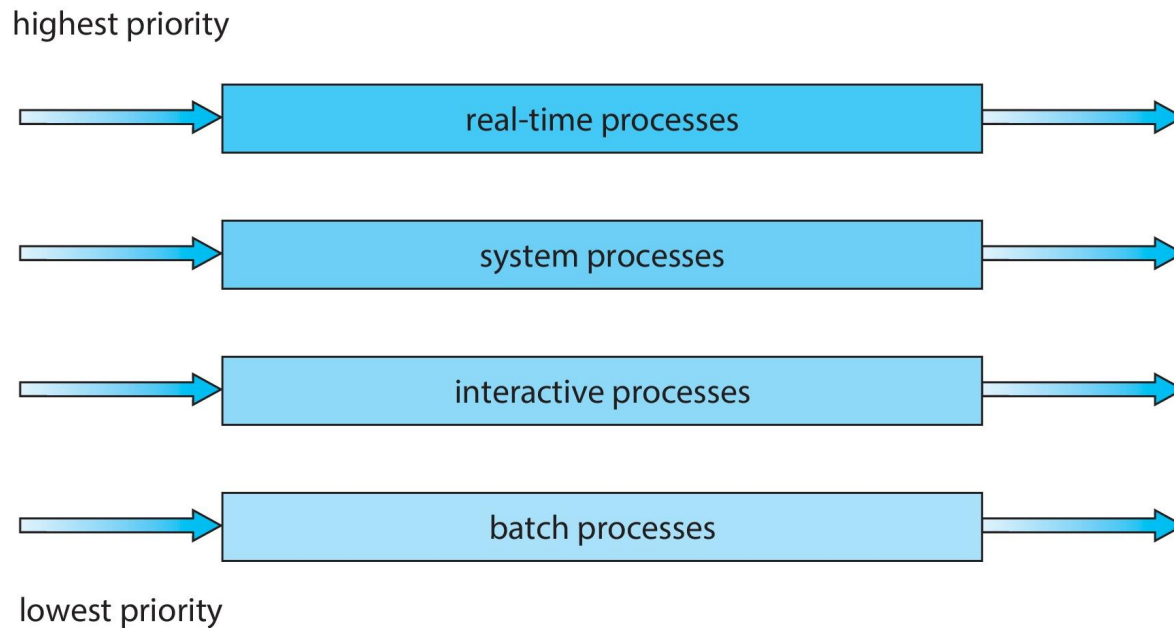 highest priority
real-time processes
system processes
interactive processes
batch processes
lowest priority